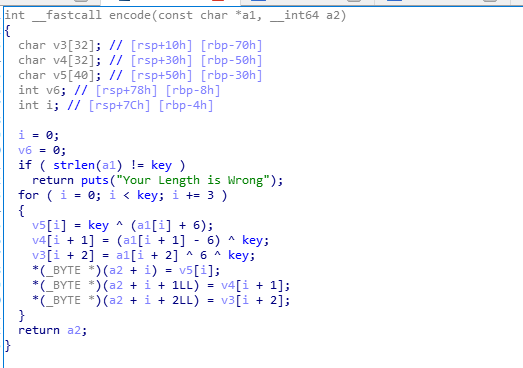 int __fastcall encode(const char *a1, __int64 a2)
{
  char v3[32]; // [rsp+10h] [rbp-70h]
  char v4[32]; // [rsp+30h] [rbp-50h]
  char v5[40]; // [rsp+50h] [rbp-30h]
  int v6; // [rsp+78h] [rbp-8h]
  int i; // [rsp+7Ch] [rbp-4h]

  i = 0;
  v6 = 0;
  if ( strlen(a1) != key )
    return puts("Your Length is Wrong");
  for ( i = 0; i < key; i += 3 )
  {
    v5[i] = key ^ (a1[i] + 6);
    v4[i + 1] = (a1[i + 1] - 6) ^ key;
    v3[i + 2] = a1[i + 2] ^ 6 ^ key;
    *(_BYTE *)(a2 + i) = v5[i];
    *(_BYTE *)(a2 + i + 1LL) = v4[i + 1];
    *(_BYTE *)(a2 + i + 2LL) = v3[i + 2];
  }
  return a2;
}